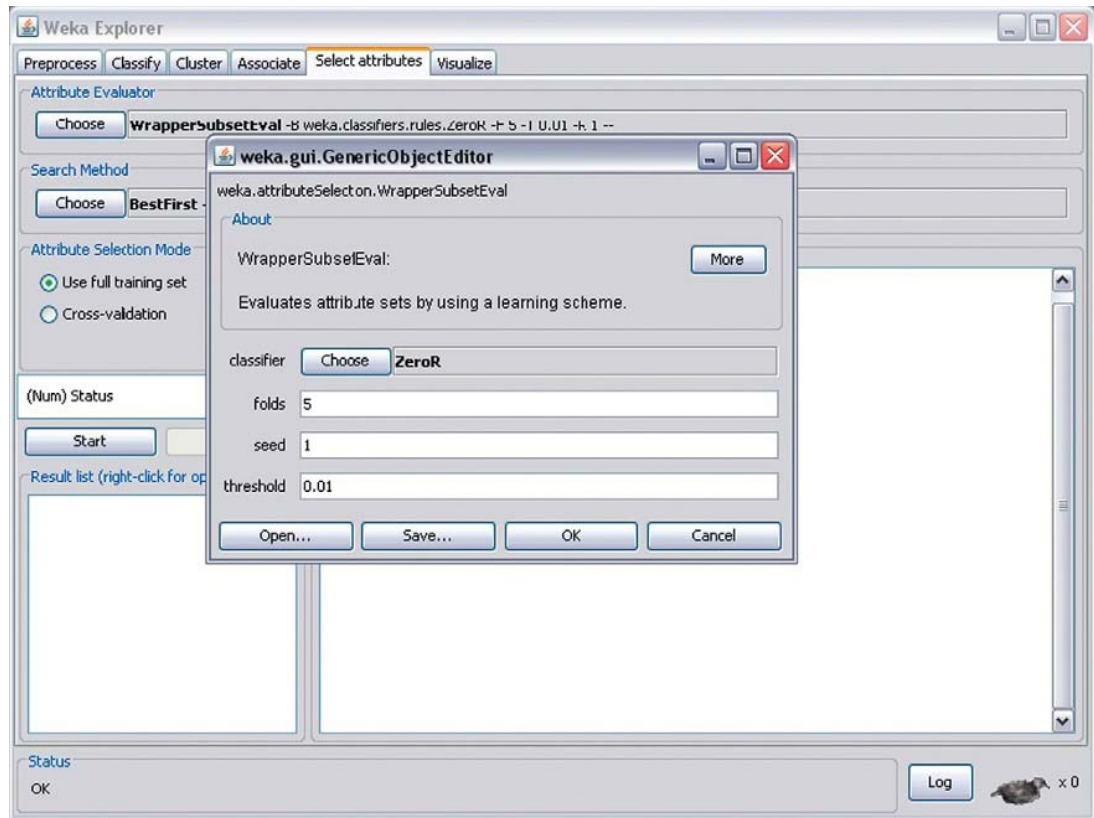 Weka Explorer
Preprocess Classify Cluster Associate Select attributes Visualize
Attribute Evaluator
Choose WrapperSubsetEval -B weka.classifiers.rules.ZeroR -F 5 -T 0.01 -R 1 --
Search Method
Choose BestFirst -
Attribute Selection Mode
Use full training set
Cross-validation
(Num) Status
Start
Result list (right-click for op
weka.gui.GenericObjectEditor
weka.attributeSelection.WrapperSubsetEval
About
WrapperSubsetEval:
More
Evaluates attribute sets by using a learning scheme.
classifier Choose ZeroR
folds 5
seed 1
threshold 0.01
Open... Save... OK Cancel
Status
OK
Log x 0